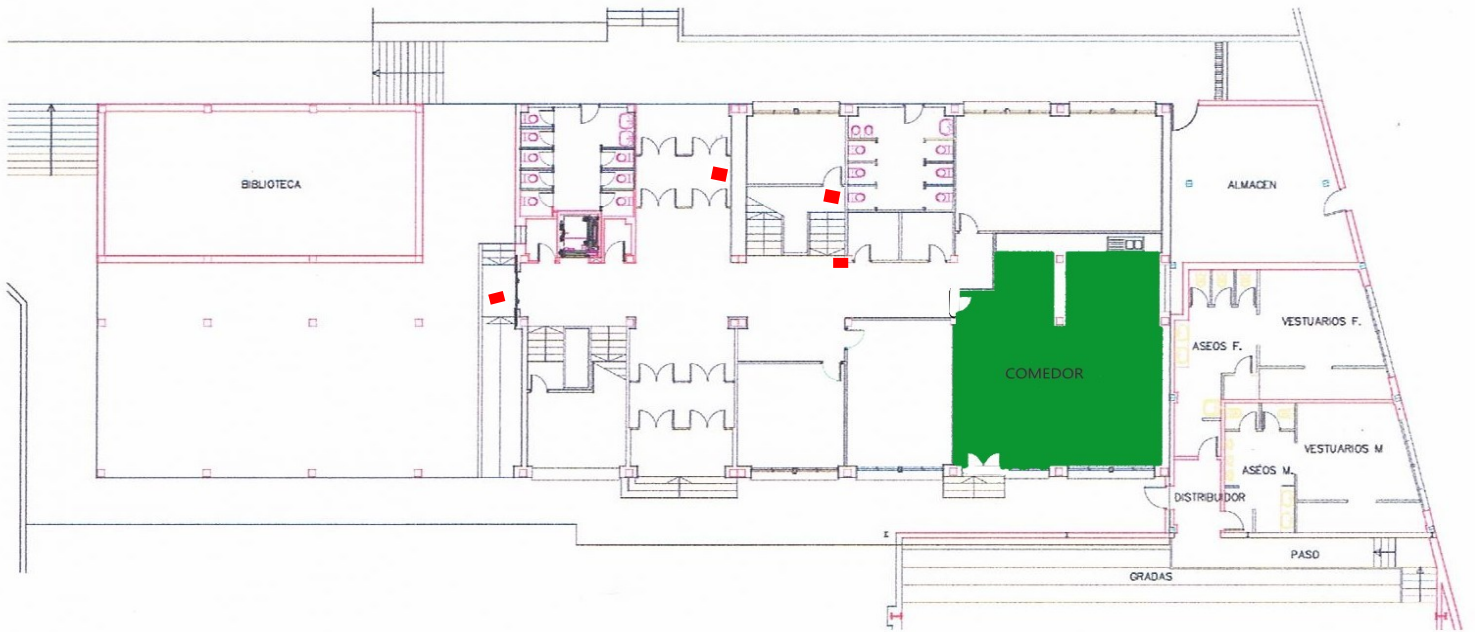 BIBLIOTECA
ALMACEN
VESTUARIOS F.
ASEOS F.
COMEDOR
VESTUARIOS M
ASEOS M.
DISTRIBUIDOR
PASO
GRADAS